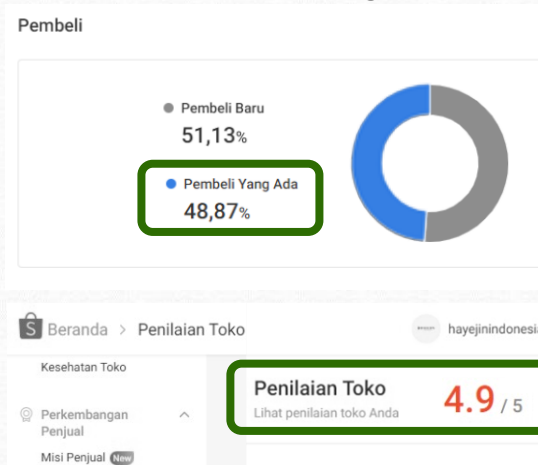 Pembeli
Pembeli Baru
51,13%
Pembeli Yang Ada
48,87%
Beranda > Penilaian Toko
hayejinindonesia
Kesehatan Toko
Penilaian Toko
4.9 / 5
Lihat penilaian toko Anda
Perkembangan
Penjual
Misi Penjual New